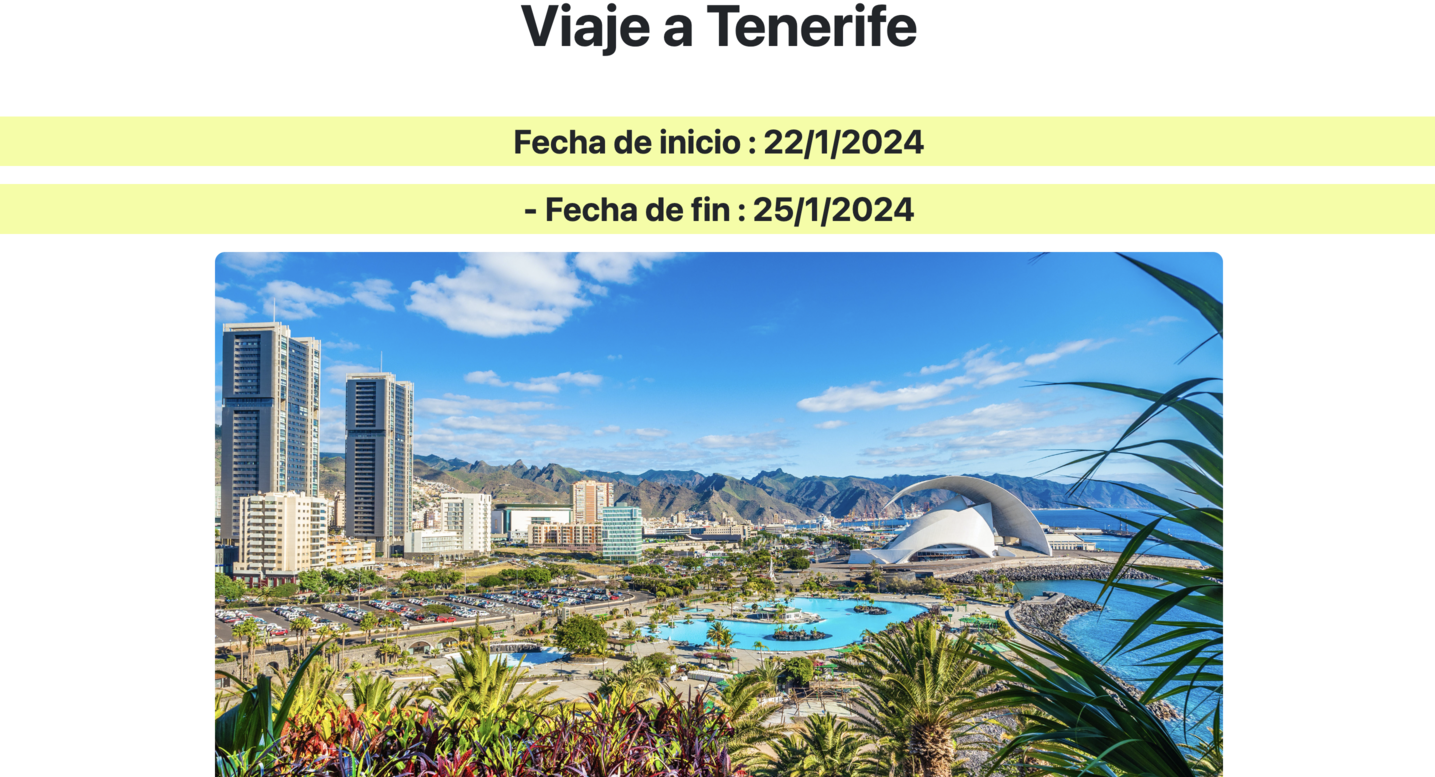 Viaje a Tenerife
Fecha de inicio : 22/1/2024
- Fecha de fin : 25/1/2024